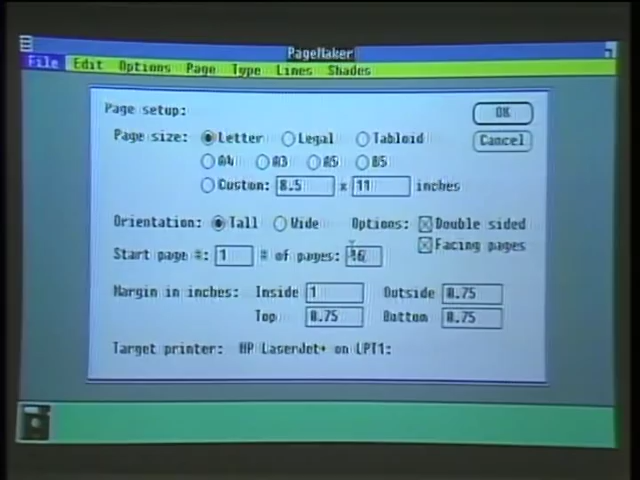 PageMaker
File Edit Options Page Type Lines Shades
Page setup:
OK
Page size: Letter Legal Tabloid
Cancel
A4 A3 A5 B5
Custom: 8.5 x 11 inches
Orientation: Tall Wide Options: Double sided
Facing pages
Start page #: 1 # of pages: 16
Margin in inches: Inside 1 Outside 0.75
Top 0.75 Bottom 0.75
Target printer: HP LaserJet+ on LPT1: